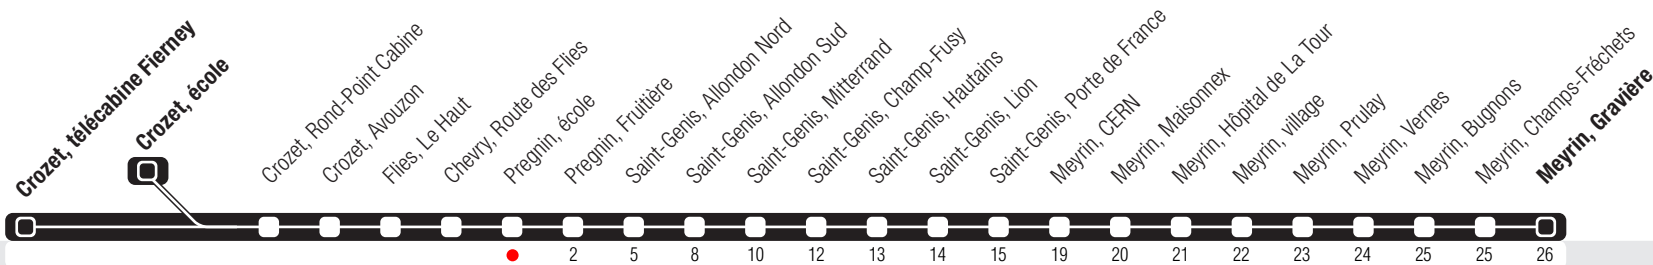 Crozet, télécabine Fierney
Crozet, école
Crozet, Rond-Point Cabine
Crozet, Avouzon
Flies, Le Haut
Chevry, Route des Flies
Pregnin, école
Pregnin, Fruitière
Saint-Genis, Allondon Nord
Saint-Genis, Allondon Sud
Saint-Genis, Mitterrand
Saint-Genis, Champ-Fusy
Saint-Genis, Hautains
Saint-Genis, Lion
Saint-Genis, Porte de France
Meyrin, CERN
Meyrin, Maisonnex
Meyrin, Hôpital de La Tour
Meyrin, village
Meyrin, Prulay
Meyrin, Vernes
Meyrin, Bugnons
Meyrin, Champs-Fréchets
Meyrin, Gravière
2 5 8 10 12 13 14 15 19 20 21 22 23 24 25 25 26